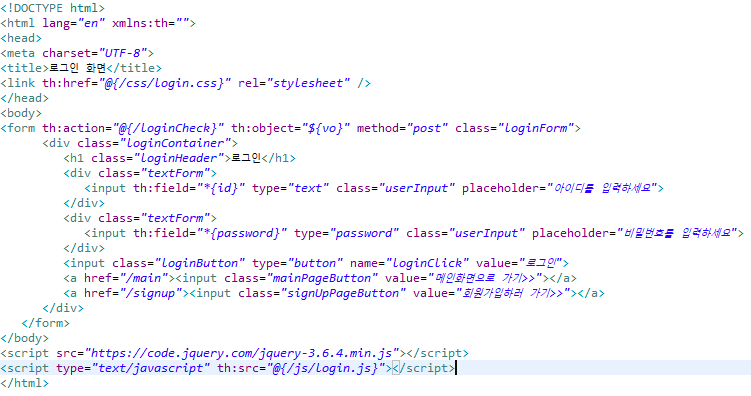 <!DOCTYPE html>
<html lang="en" xmlns:th="">
<head>
<meta charset="UTF-8">
<title>로그인 화면</title>
<link th:href="@{/css/login.css}" rel="stylesheet" />
</head>
<body>
<form th:action="@{/loginCheck}" th:object="${vo}" method="post" class="loginForm">
<div class="loginContainer">
<h1 class="loginHeader">로그인</h1>
<div class="textForm">
<input th:field="*{id}" type="text" class="userInput" placeholder="아이디를 입력하세요">
</div>
<div class="textForm">
<input th:field="*{password}" type="password" class="userInput" placeholder="비밀번호를 입력하세요">
</div>
<input class="loginButton" type="button" name="loginClick" value="로그인">
<a href="/main"><input class="mainPageButton" value="메인화면으로 가기>>"></a>
<a href="/signup"><input class="signUpPageButton" value="회원가입하러 가기>>"></a>
</div>
</form>
</body>
<script src="https://code.jquery.com/jquery-3.6.4.min.js"></script>
<script type="text/javascript" th:src="@{/js/login.js}"></script>
</html>